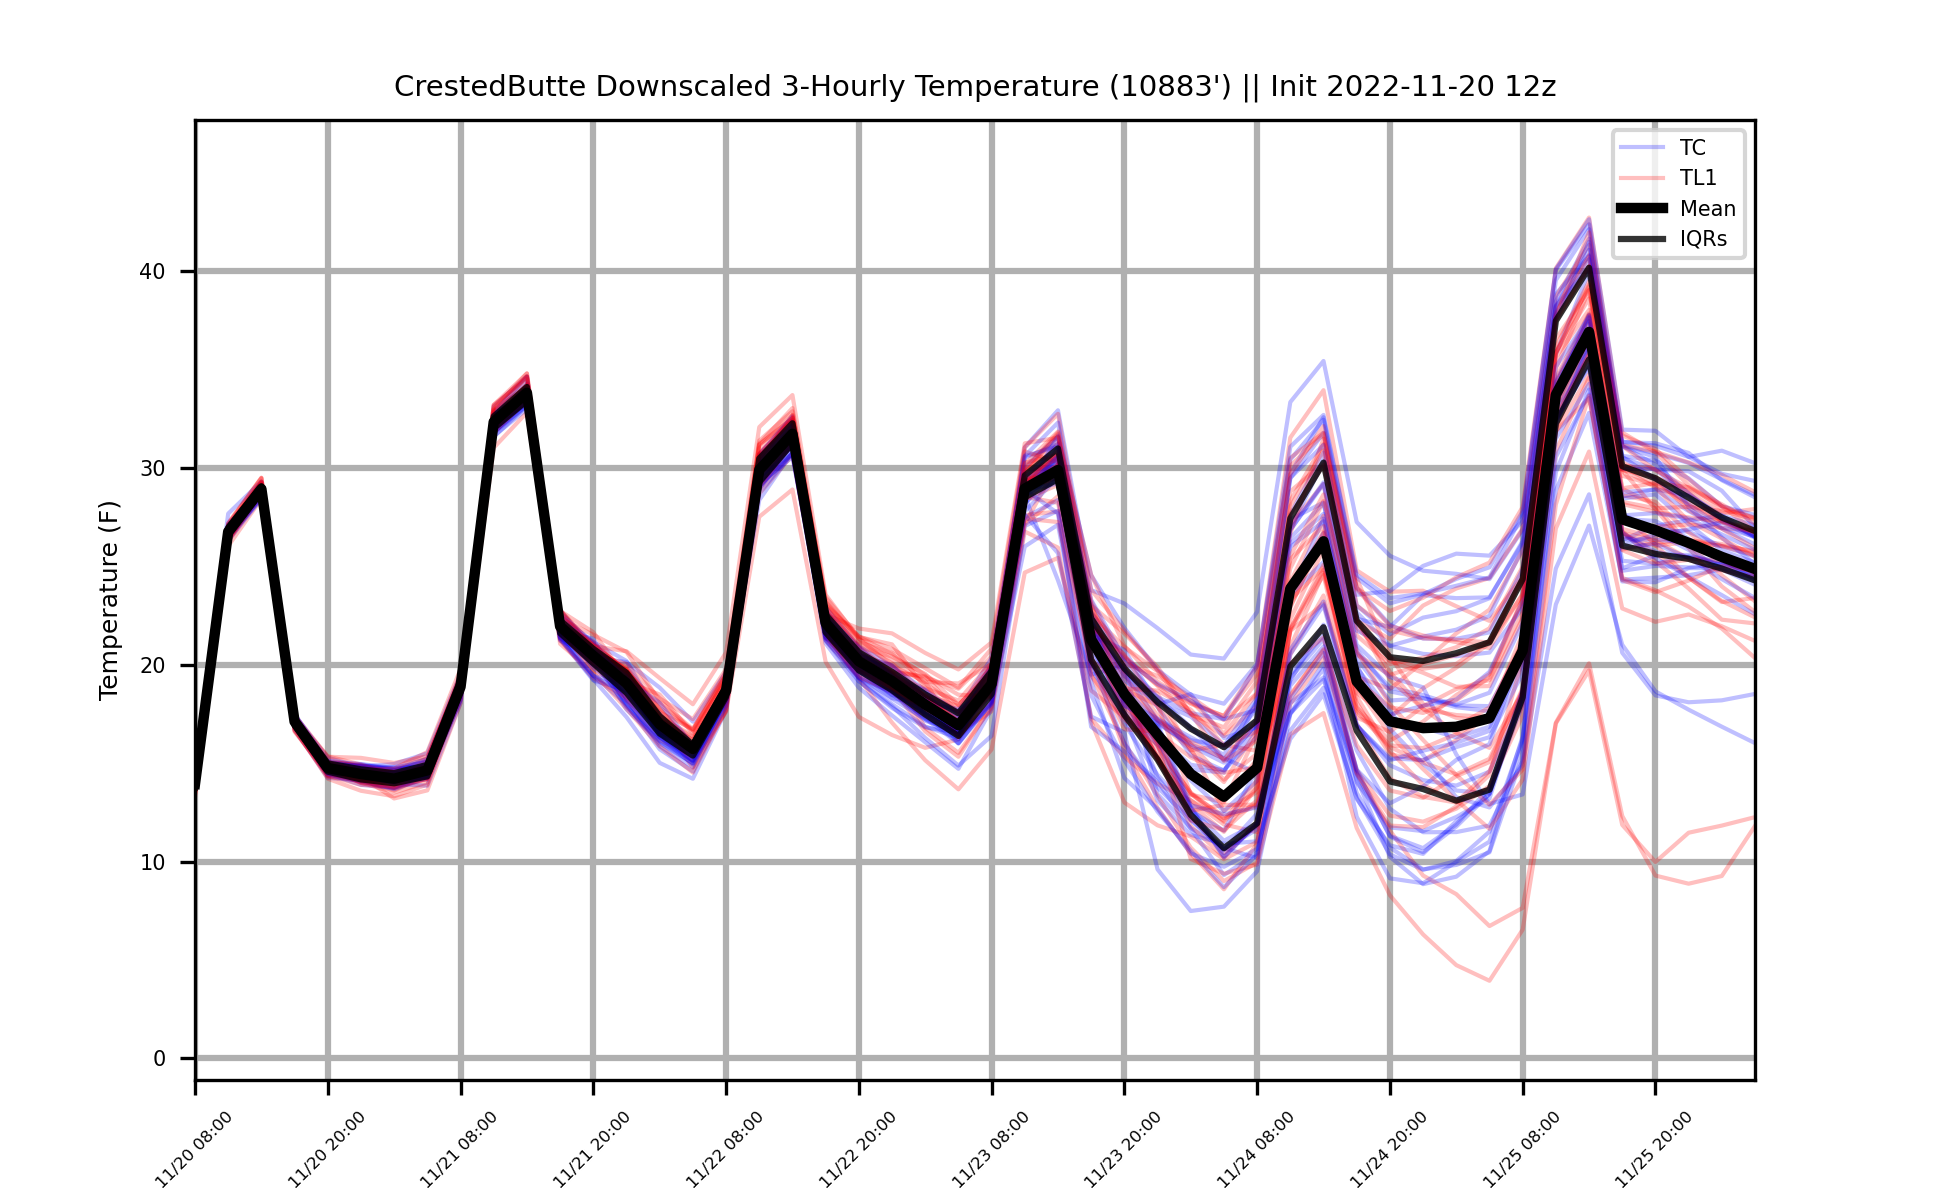 CrestedButte Downscaled 3-Hourly Temperature (10883') || Init 2022-11-20 12z
TC
TL1
Mean
IQRs
Temperature (F)
40
30
20
10
0
11/20 08:00
11/20 20:00
11/21 08:00
11/21 20:00
11/22 08:00
11/22 20:00
11/23 08:00
11/23 20:00
11/24 08:00
11/24 20:00
11/25 08:00
11/25 20:00